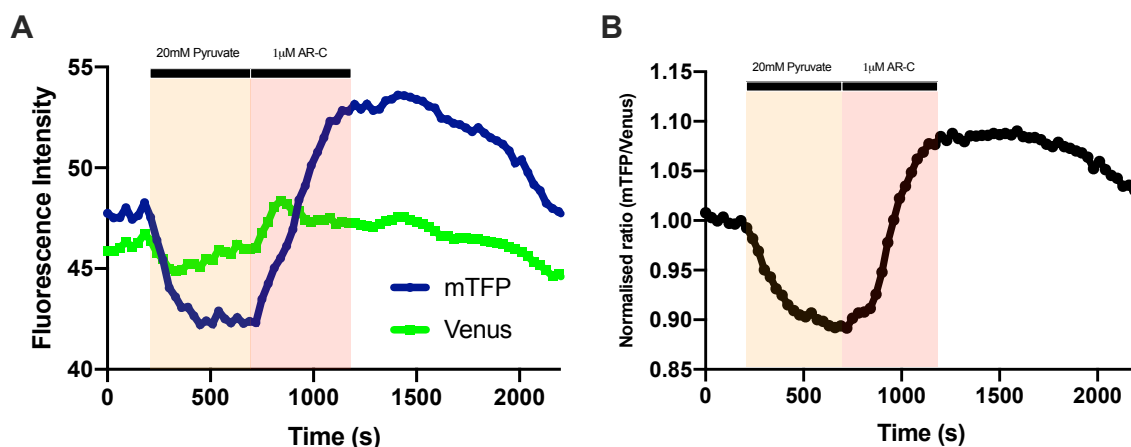 A
20mM Pyruvate 1μM AR-C
Fluorescence Intensity
55
50
45
40
mTFP
Venus
0 500 1000 1500 2000
Time (s)
B
20mM Pyruvate 1μM AR-C
Normalised ratio (mTFP/Venus)
1.15
1.10
1.05
1.00
0.95
0.90
0.85
0 500 1000 1500 2000
Time (s)